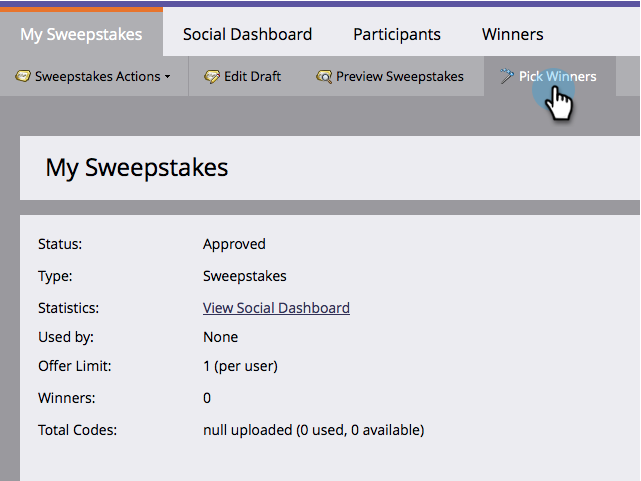 My Sweepstakes Social Dashboard Participants Winners
Sweepstakes Actions Edit Draft Preview Sweepstakes Pick Winners
My Sweepstakes
Status: Approved
Type: Sweepstakes
Statistics: View Social Dashboard
Used by: None
Offer Limit: 1 (per user)
Winners: 0
Total Codes: null uploaded (0 used, 0 available)